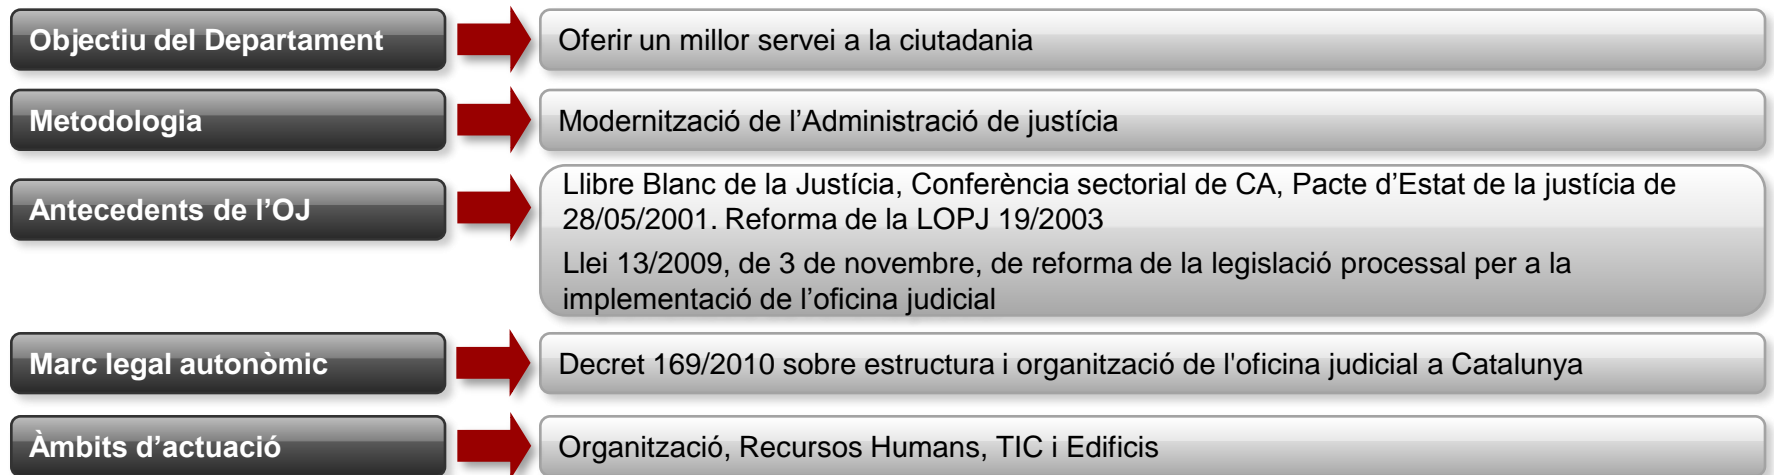 Objectiu del Departament
Oferir un millor servei a la ciutadania
Metodologia
Modernització de l’Administració de justícia
Antecedents de l’OJ
Llibre Blanc de la Justícia, Conferència sectorial de CA, Pacte d’Estat de la justícia de
28/05/2001. Reforma de la LOPJ 19/2003
Llei 13/2009, de 3 de novembre, de reforma de la legislació processal per a la
implementació de l’oficina judicial
Marc legal autonòmic
Decret 169/2010 sobre estructura i organització de l'oficina judicial a Catalunya
Àmbits d’actuació
Organització, Recursos Humans, TIC i Edificis